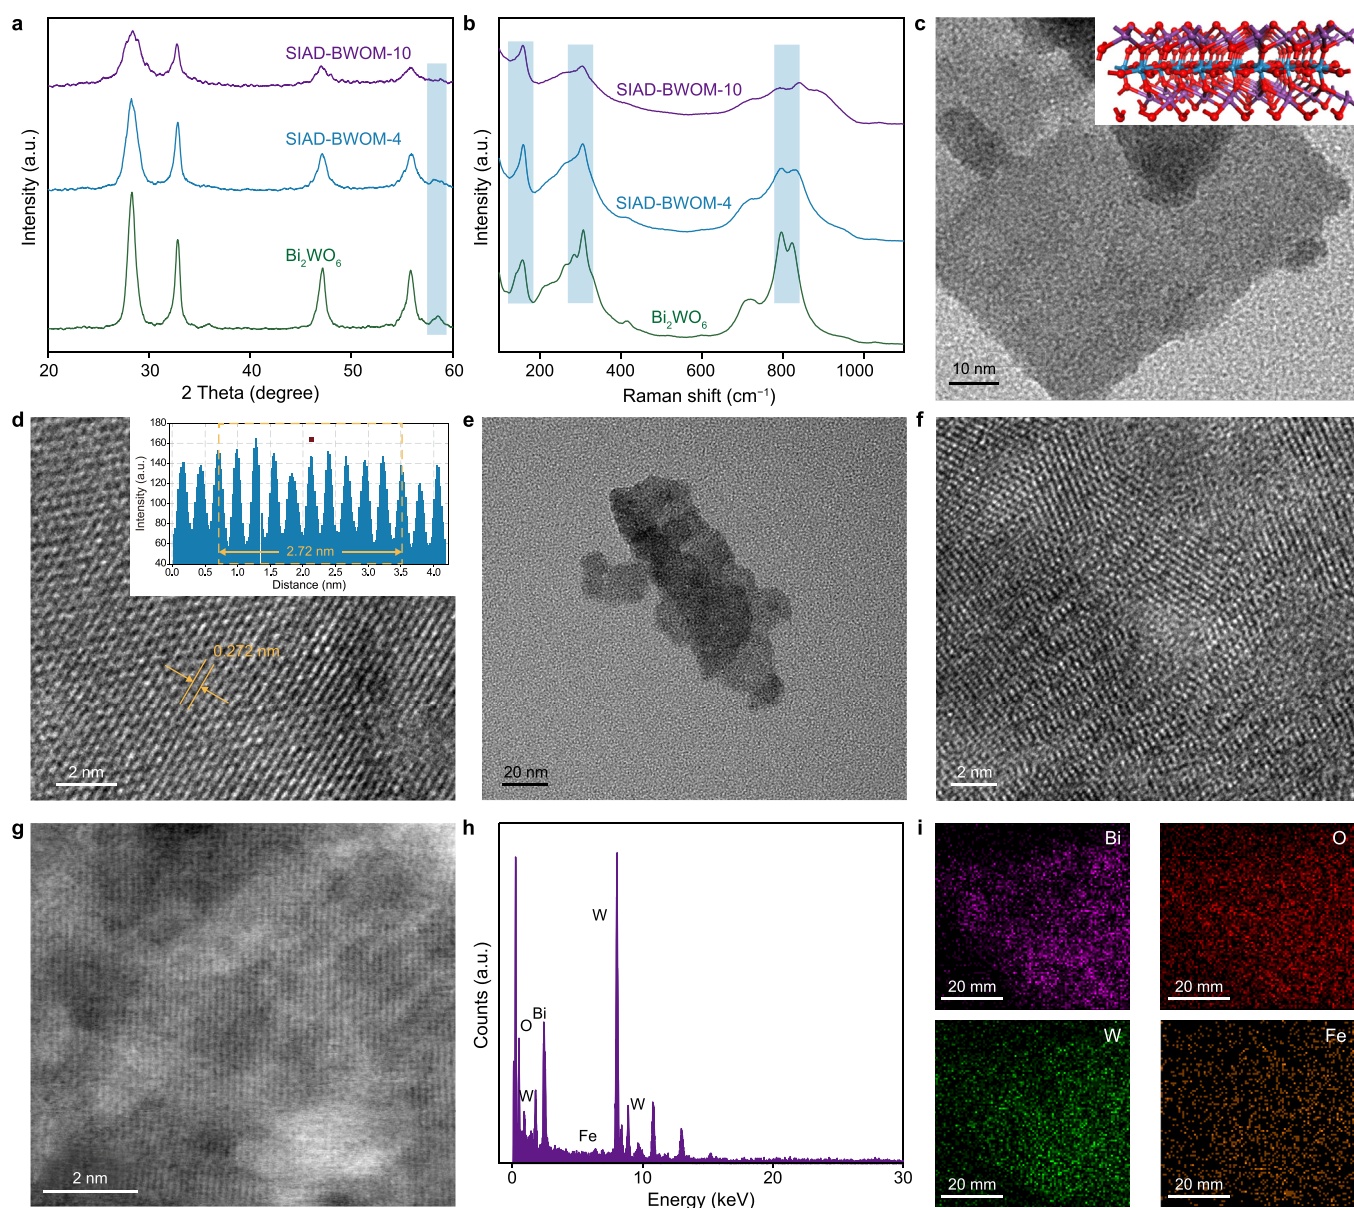 a
SIAD-BWOM-10
SIAD-BWOM-4
Bi₂WO₆
Intensity (a.u.)
20 30 40 50 60
2 Theta (degree)
b
SIAD-BWOM-10
SIAD-BWOM-4
Bi₂WO₆
Intensity (a.u.)
200 400 600 800 1000
Raman shift (cm⁻¹)
c
10 nm
d
180
160
140
120
100
80
60
40
Intensity (a.u.)
2.72 nm
0.0 0.5 1.0 1.5 2.0 2.5 3.0 3.5 4.0
Distance (nm)
0.272 nm
2 nm
e
20 nm
f
2 nm
g
2 nm
h
Counts (a.u.)
W
O
Bi
W
Fe
W
0 10 20 30
Energy (keV)
i
Bi
20 mm
O
20 mm
W
20 mm
Fe
20 mm